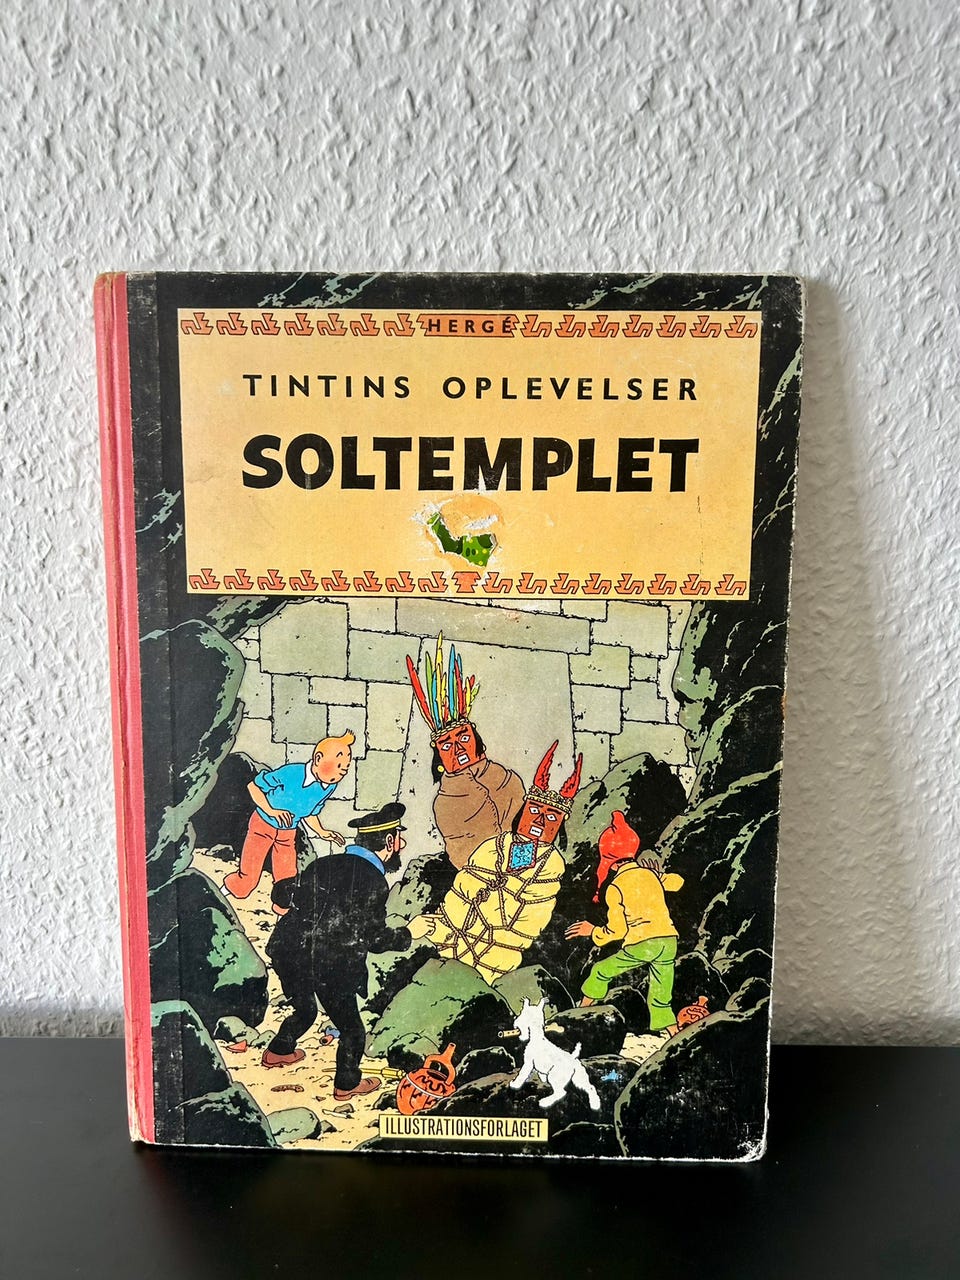 HERGÉ
TINTINS OPLEVELSER
SOLTEMPLET
ILLUSTRATIONSFORLAGET